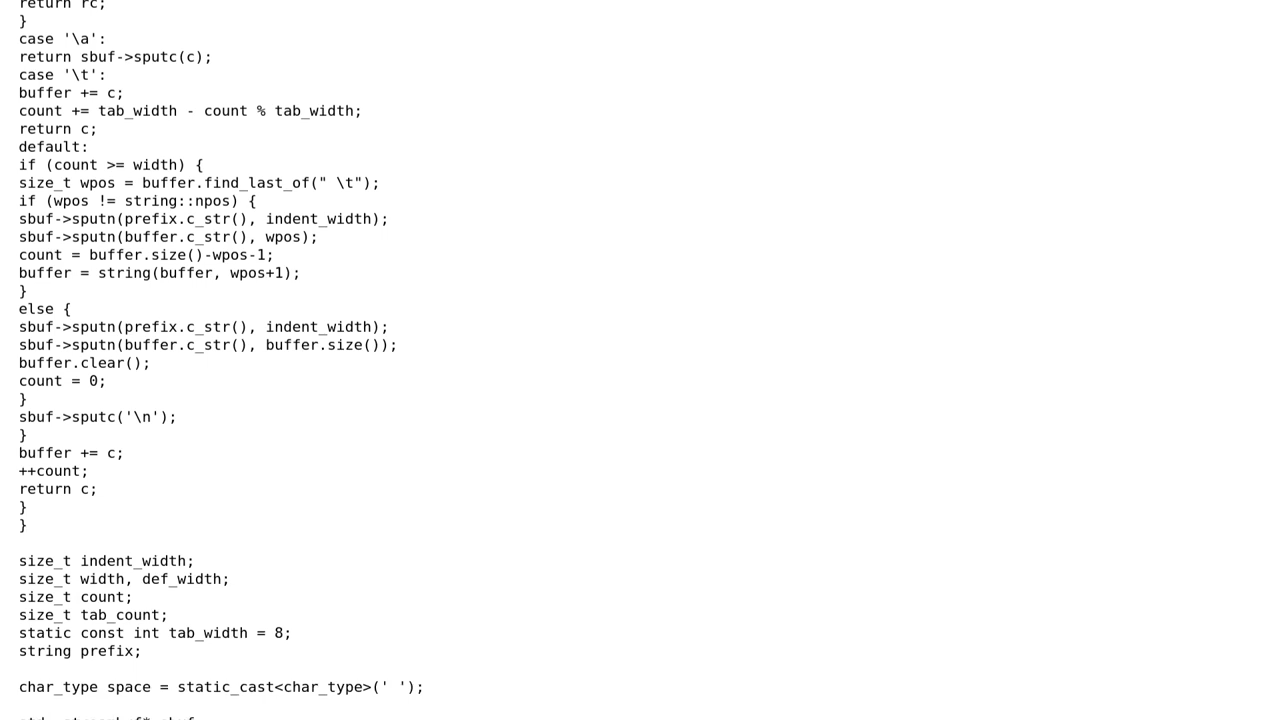 return rc;
}
case '\a':
return sbuf->sputc(c);
case '\t':
buffer += c;
count += tab_width - count % tab_width;
return c;
default:
if (count >= width) {
size_t wpos = buffer.find_last_of(" \t");
if (wpos != string::npos) {
sbuf->sputn(prefix.c_str(), indent_width);
sbuf->sputn(buffer.c_str(), wpos);
count = buffer.size()-wpos-1;
buffer = string(buffer, wpos+1);
}
else {
sbuf->sputn(prefix.c_str(), indent_width);
sbuf->sputn(buffer.c_str(), buffer.size());
buffer.clear();
count = 0;
}
sbuf->sputc('\n');
}
buffer += c;
++count;
return c;
}
}

size_t indent_width;
size_t width, def_width;
size_t count;
size_t tab_count;
static const int tab_width = 8;
string prefix;

char_type space = static_cast<char_type>(' ');